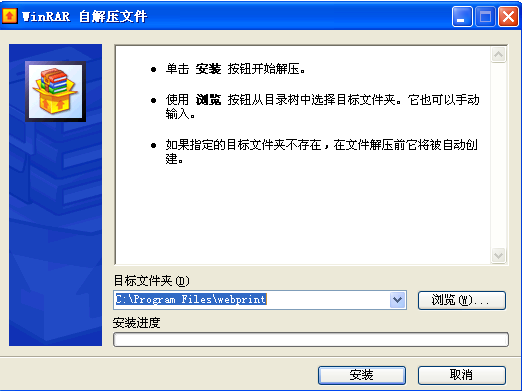 WinRAR 自解压文件
• 单击 安装 按钮开始解压。
• 使用 浏览 按钮从目录树中选择目标文件夹。它也可以手动
输入。
• 如果指定的目标文件夹不存在，在文件解压前它将被自动创
建。
目标文件夹(D)
C:\Program Files\webprint
浏览(W)...
安装进度
安装
取消